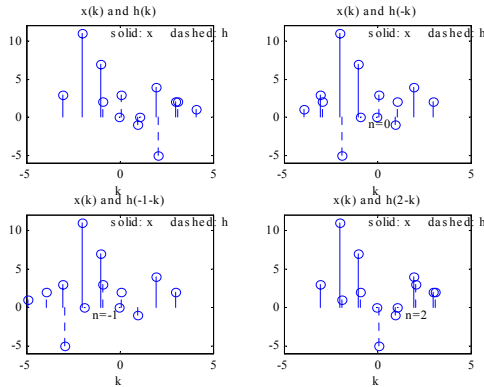 x(k) and h(k)
solid: x dashed: h
10
5
0
-5
-5 0 5
k
x(k) and h(-k)
solid: x dashed: h
10
5
0
-5
n=0
-5 0 5
k
x(k) and h(-1-k)
solid: x dashed: h
10
5
0
-5
n=-1
-5 0 5
k
x(k) and h(2-k)
solid: x dashed: h
10
5
0
-5
n=2
-5 0 5
k